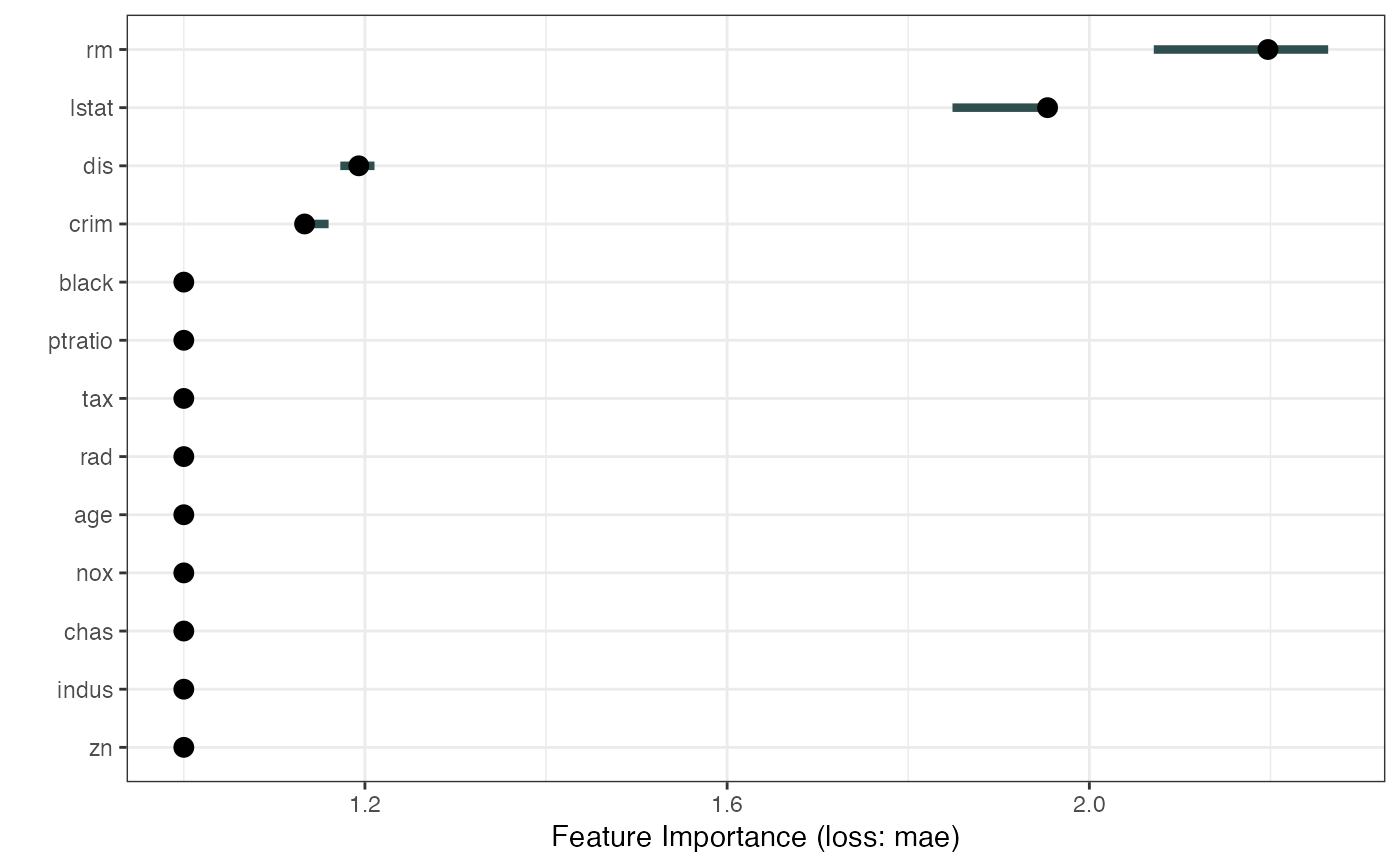 rm
lstat
dis
crim
black
ptratio
tax
rad
age
nox
chas
indus
zn
1.2 1.6 2.0
Feature Importance (loss: mae)